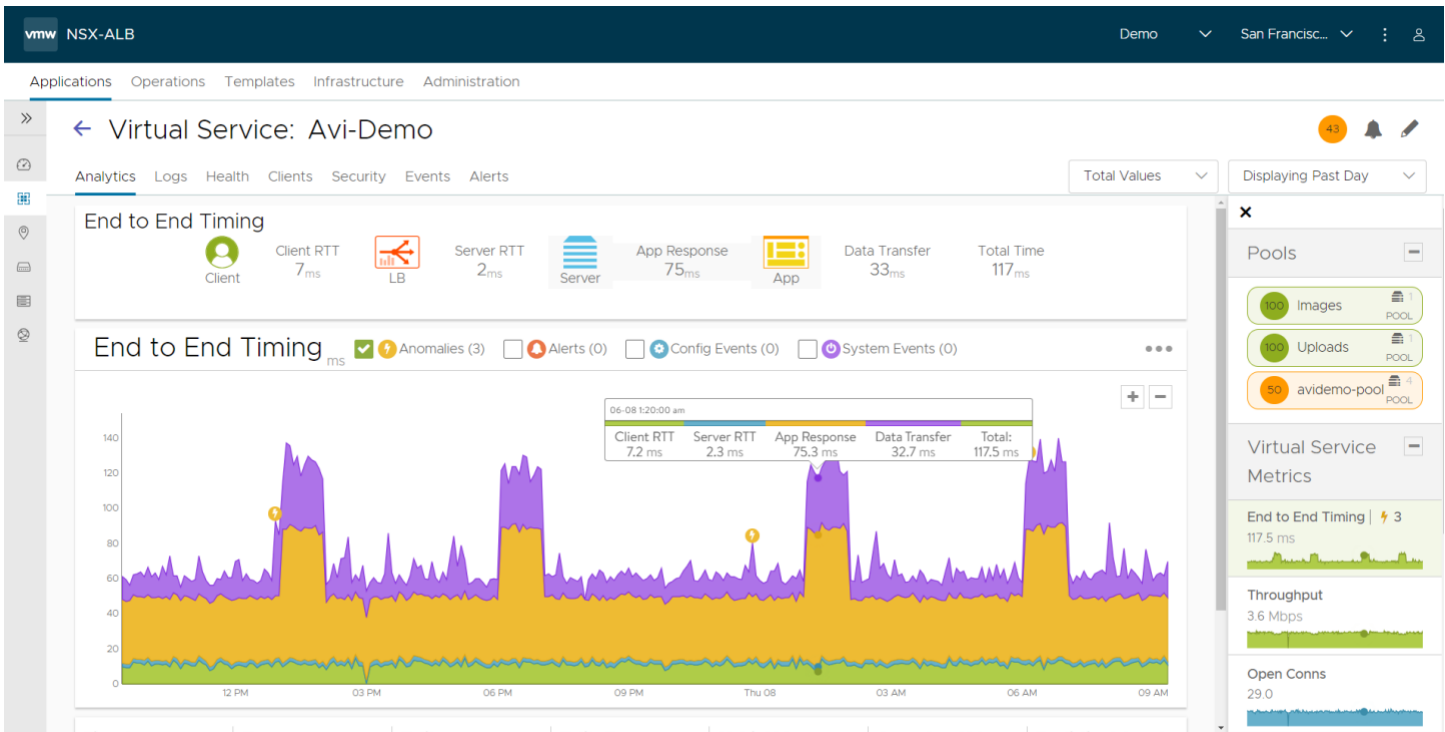 vmw NSX-ALB Demo San Francisc...
Applications Operations Templates Infrastructure Administration
Virtual Service: Avi-Demo
43
Analytics Logs Health Clients Security Events Alerts
Total Values Displaying Past Day
End to End Timing
Client
Client RTT
7ms
LB
Server RTT
2ms
Server
App Response
75ms
App
Data Transfer
33ms
Total Time
117ms
End to End Timing ms Anomalies (3) Alerts (0) Config Events (0) System Events (0)
06-08 1:20:00 am
Client RTT Server RTT App Response Data Transfer Total:
7.2 ms 2.3 ms 75.3 ms 32.7 ms 117.5 ms
140
120
100
80
60
40
20
0
12 PM 03 PM 06 PM 09 PM Thu 08 03 AM 06 AM 09 AM
Pools
100 Images 1
POOL
100 Uploads 1
POOL
50 avidemo-pool 4
POOL
Virtual Service
Metrics
End to End Timing 3
117.5 ms
Throughput
3.6 Mbps
Open Conns
29.0